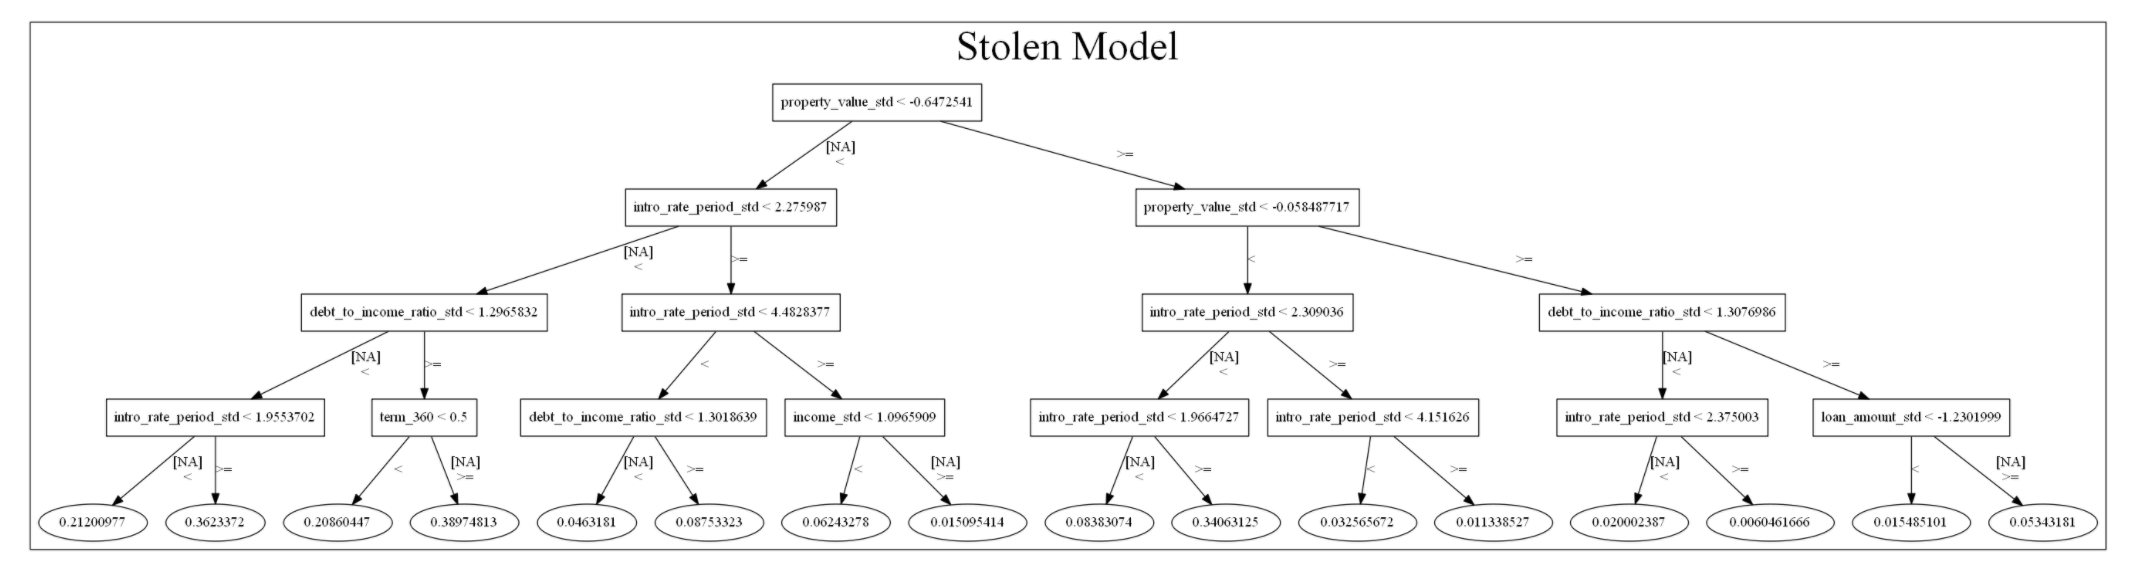 Stolen Model
property_value_std < -0.6472541
[NA]
<
>=
intro_rate_period_std < 2.275987
property_value_std < -0.058487717
[NA]
<
>=
<
>=
debt_to_income_ratio_std < 1.2965832
intro_rate_period_std < 4.4828377
intro_rate_period_std < 2.309036
debt_to_income_ratio_std < 1.3076986
[NA]
<
>=
<
>=
[NA]
<
>=
[NA]
<
>=
intro_rate_period_std < 1.9553702
term_360 < 0.5
debt_to_income_ratio_std < 1.3018639
income_std < 1.0965909
intro_rate_period_std < 1.9664727
intro_rate_period_std < 4.151626
intro_rate_period_std < 2.375003
loan_amount_std < -1.2301999
[NA]
<
>=
<
[NA]
>=
[NA]
<
>=
<
[NA]
>=
[NA]
<
>=
<
>=
[NA]
<
>=
<
[NA]
>=
0.21200977
0.3623372
0.20860447
0.38974813
0.0463181
0.08753323
0.06243278
0.015095414
0.08383074
0.34063125
0.032565672
0.011338527
0.020002387
0.0060461666
0.015485101
0.05343181